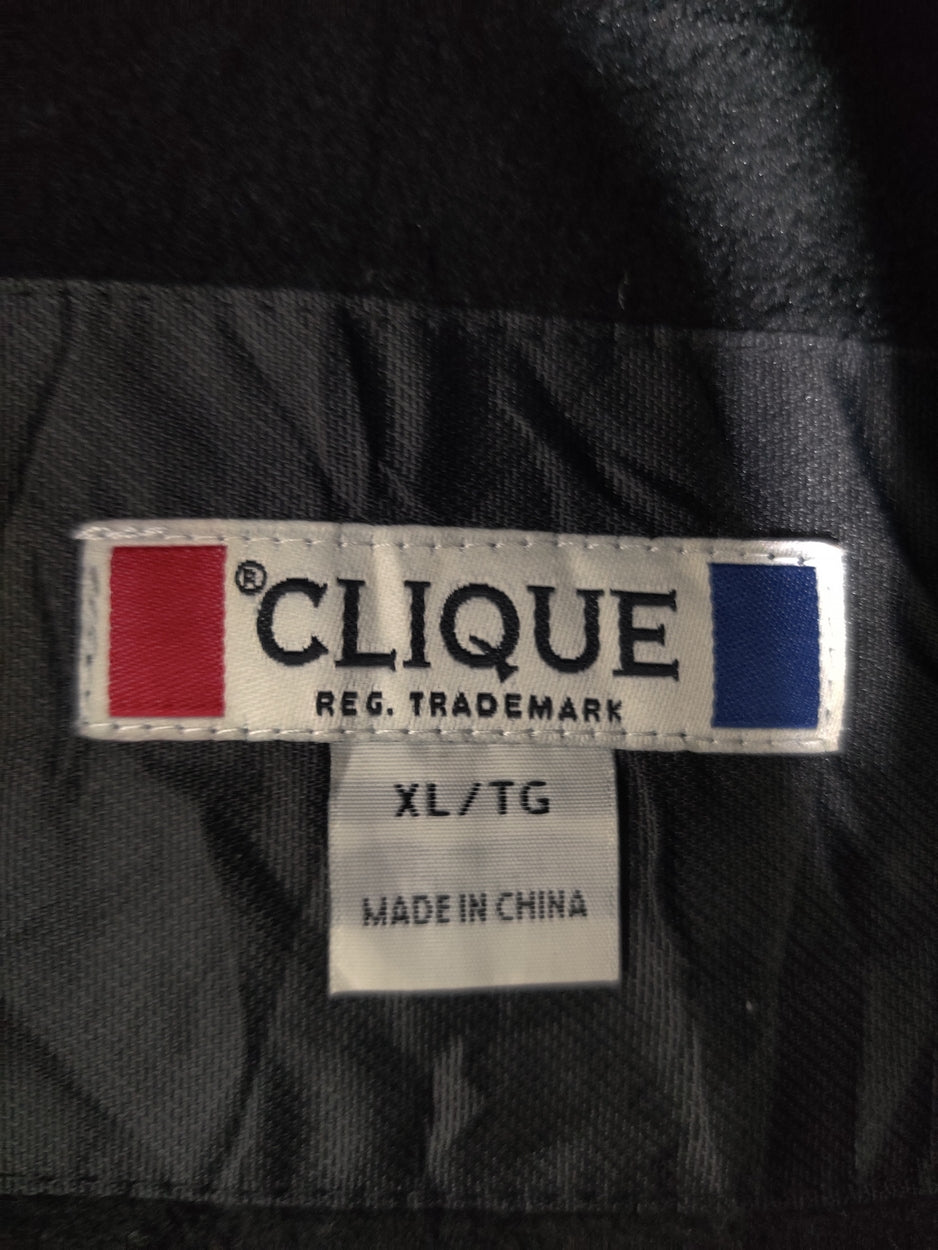 ® CLIQUE
REG. TRADEMARK
XL/TG
MADE IN CHINA